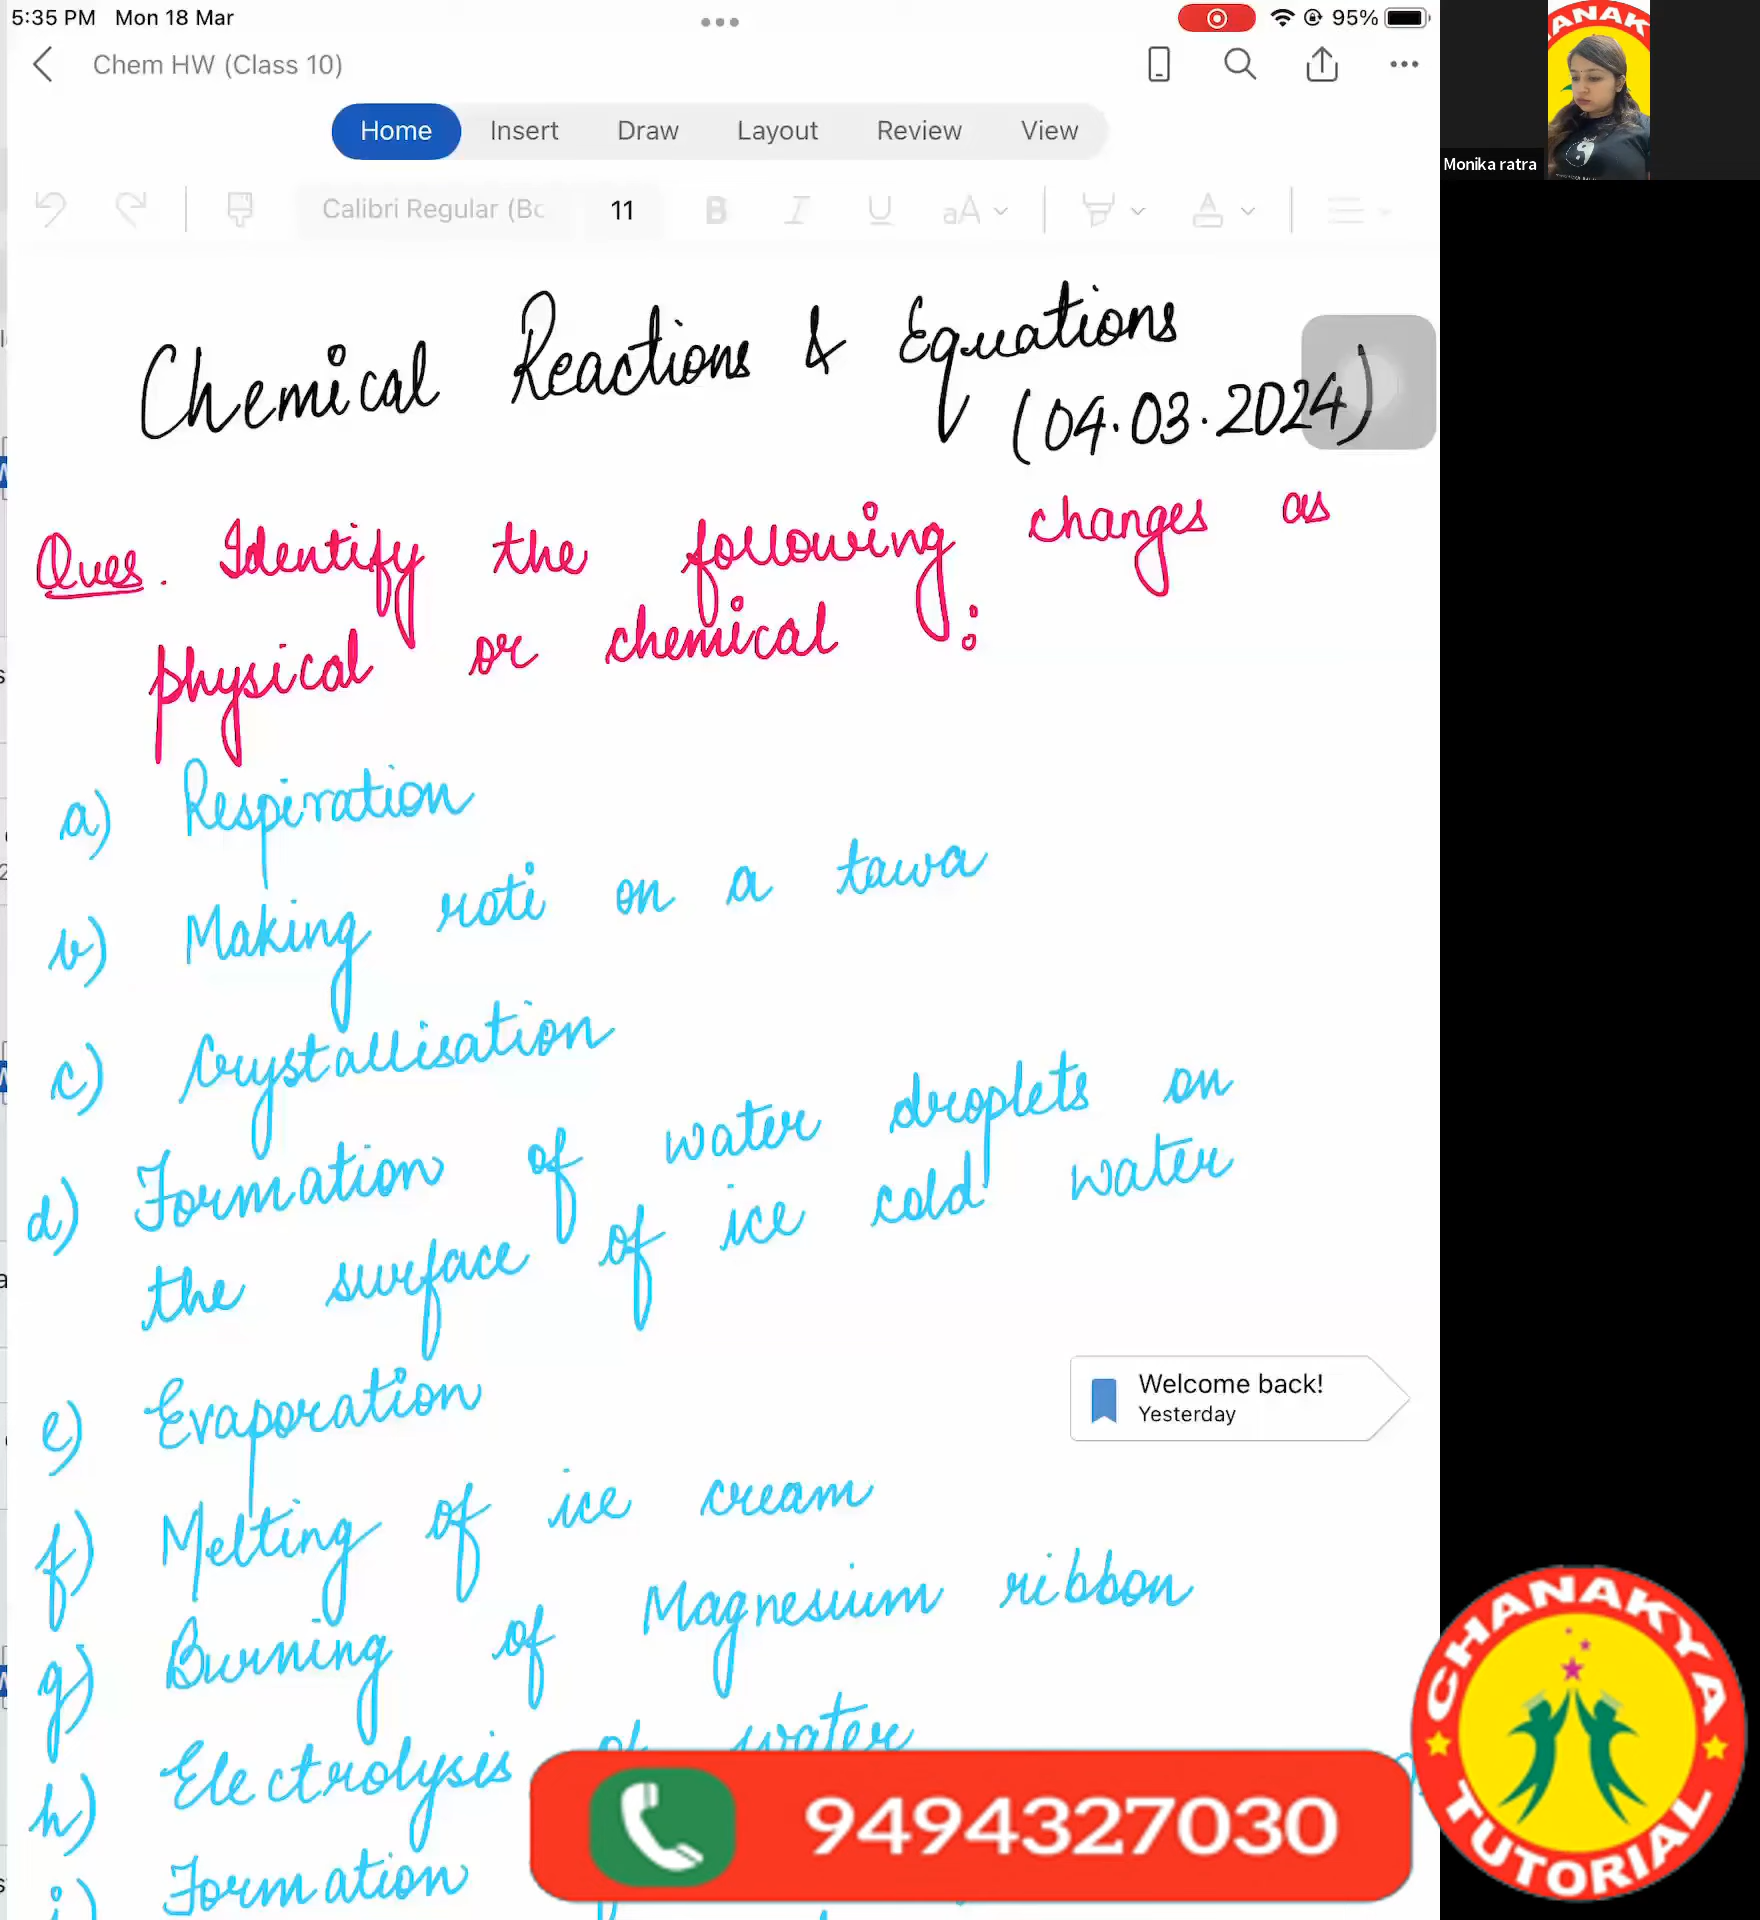 5:35 PM Mon 18 Mar
95%
Chem HW (Class 10)
Home Insert Draw Layout Review View
Calibri Regular (Bo
11 B I U aA A
Chemical Reactions & Equations
(04.03.2024)
Ques. Identify the following changes as
physical or chemical :
a) Respiration
b) Making roti on a tawa
c) Crystallisation
d) Formation of water droplets on
the surface of ice cold water
e) Evaporation
f) Melting of ice cream
g) Burning of Magnesium ribbon
h) Electrolysis of water
i) Formation
Welcome back!
Yesterday
9494327030
Monika ratra
ANAK
CHANAKYA
TUTORIAL